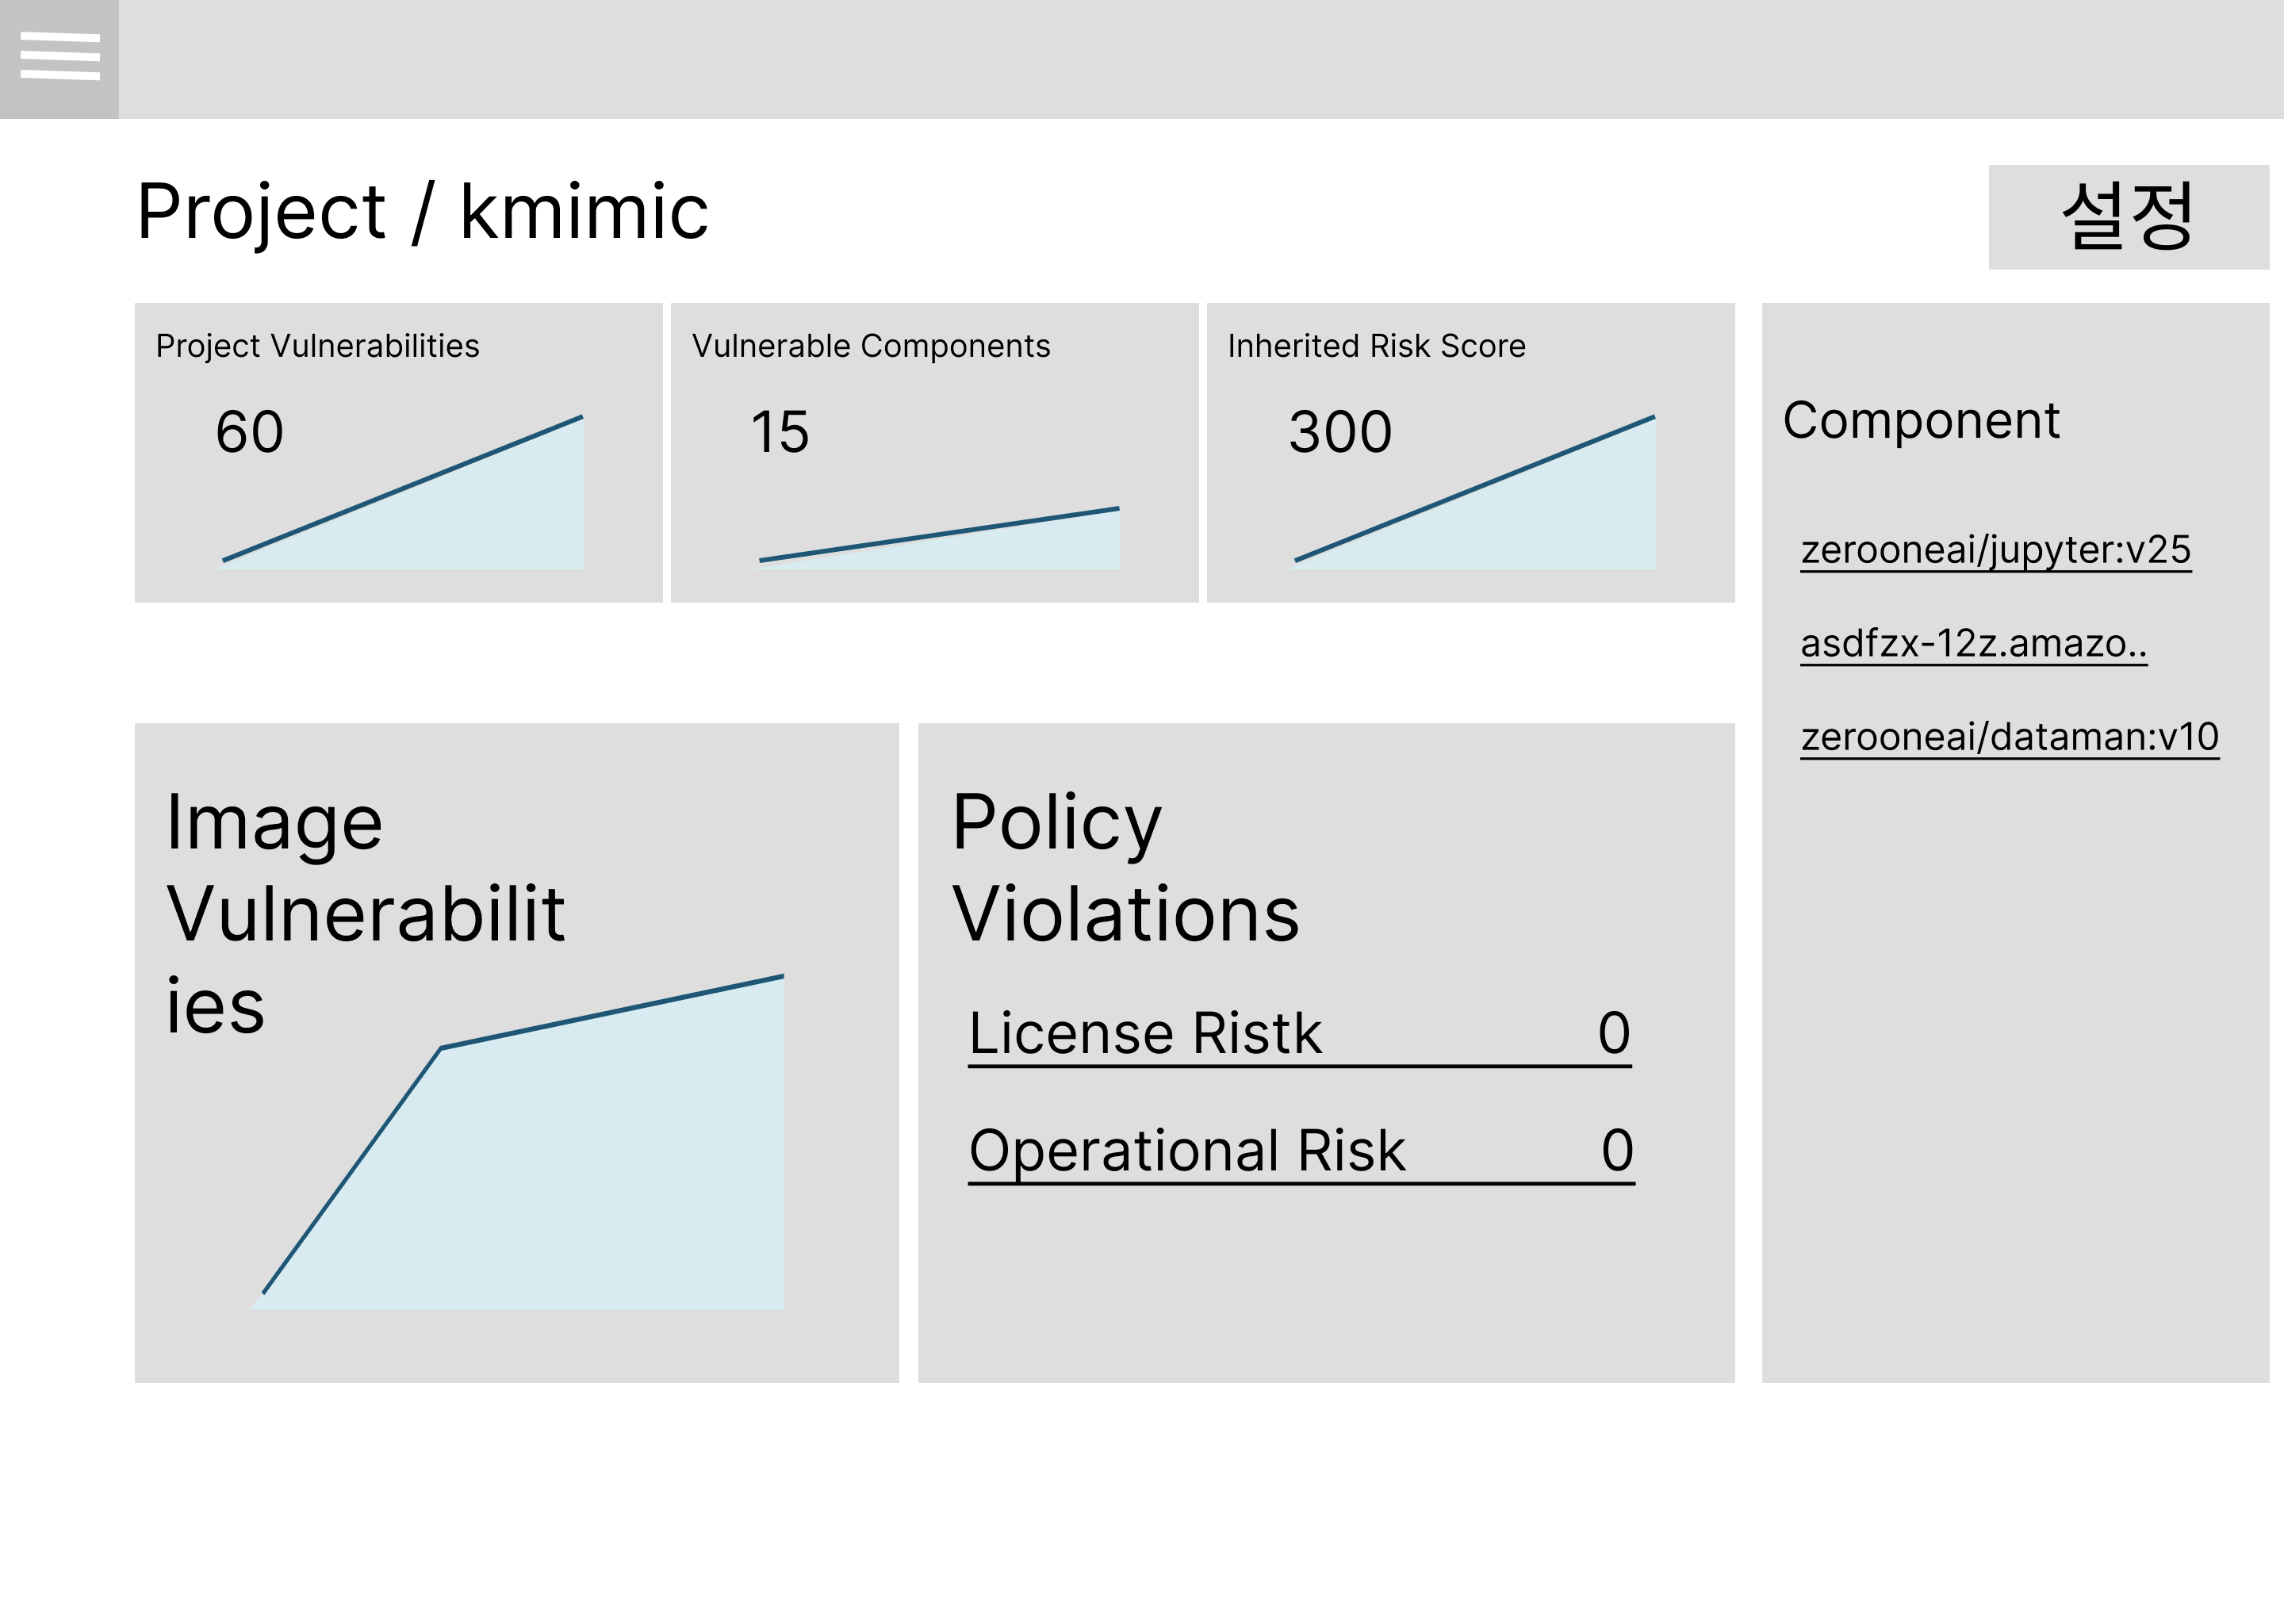 Project / kmimic
설정
Project Vulnerabilities
60
Vulnerable Components
15
Inherited Risk Score
300
Component
zerooneai/jupyter:v25
asdfzx-12z.amazo..
zerooneai/dataman:v10
Image
Vulnerabilit
ies
Policy
Violations
License Ristk 0
Operational Risk 0